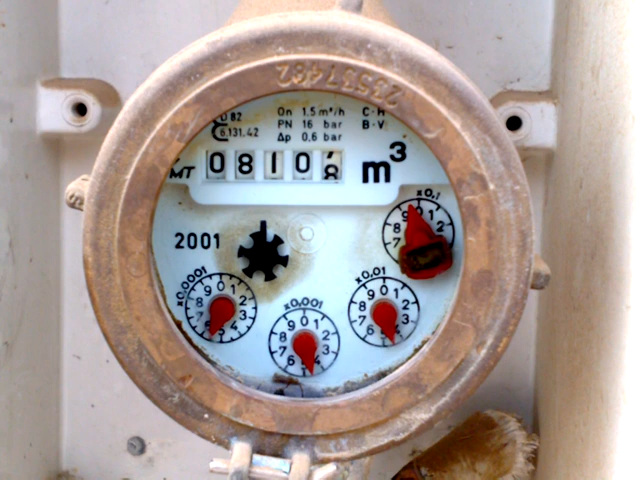 23537462
D 82
6.131.42
Qn 1,5 m³/h C-H
PN 16 bar B-V
Δp 0,6 bar
MT
0810 8
m³
2001
x0,1
x0,01
x0,001
x0,0001